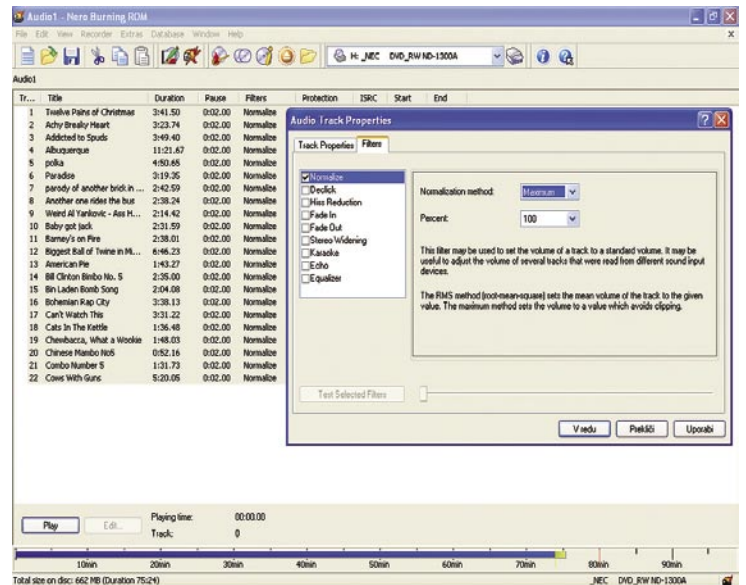 Audio1 - Nero Burning ROM
File Edit View Recorder Extras Database Window Help
H: _NEC DVD_RW ND-1300A
Audio1
Tr... Title Duration Pause Filters Protection ISRC Start End
1 Twelve Pains of Christmas 3:41.50 0:02.00 Normalize
2 Achy Breaky Heart 3:23.74 0:02.00 Normalize
3 Addicted to Spuds 3:49.40 0:02.00 Normalize
4 Albuquerque 11:21.67 0:02.00 Normalize
5 polka 4:50.65 0:02.00 Normalize
6 Paradise 3:19.35 0:02.00 Normalize
7 parody of another brick in ... 2:42.59 0:02.00 Normalize
8 Another one rides the bus 2:38.24 0:02.00 Normalize
9 Weird Al Yankovic - Ass H... 2:14.42 0:02.00 Normalize
10 Baby got jack 2:31.59 0:02.00 Normalize
11 Barney's on Fire 2:38.01 0:02.00 Normalize
12 Biggest Ball of Twine in Mi... 6:46.23 0:02.00 Normalize
13 American Pie 1:43.27 0:02.00 Normalize
14 Bill Clinton Bimbo No. 5 2:35.00 0:02.00 Normalize
15 Bin Laden Bomb Song 2:04.08 0:02.00 Normalize
16 Bohemian Rap City 3:38.13 0:02.00 Normalize
17 Can't Watch This 3:31.22 0:02.00 Normalize
18 Cats In The Kettle 1:36.48 0:02.00 Normalize
19 Chewbacca, What a Wookie 1:48.03 0:02.00 Normalize
20 Chinese Mambo No5 0:52.16 0:02.00 Normalize
21 Combo Number 5 1:31.73 0:02.00 Normalize
22 Cows With Guns 5:20.05 0:02.00 Normalize
Audio Track Properties
Track Properties Filters
Normalize
Declick
Hiss Reduction
Fade In
Fade Out
Stereo Widening
Karaoke
Echo
Equalizer
Normalization method: Maximum
Percent: 100
This filter may be used to set the volume of a track to a standard volume. It may be
useful to adjust the volume of several tracks that were read from different sound input
devices.
The RMS method (root-mean-square) sets the mean volume of the track to the given
value. The maximum method sets the volume to a value which avoids clipping.
Test Selected Filters
V redu Prekliči Uporabi
Play Edit... Playing time: 00:00.00
Track: 0
10min 20min 30min 40min 50min 60min 70min 80min 90min
Total size on disc: 662 MB (Duration 75:24) _NEC DVD_RW ND-1300A